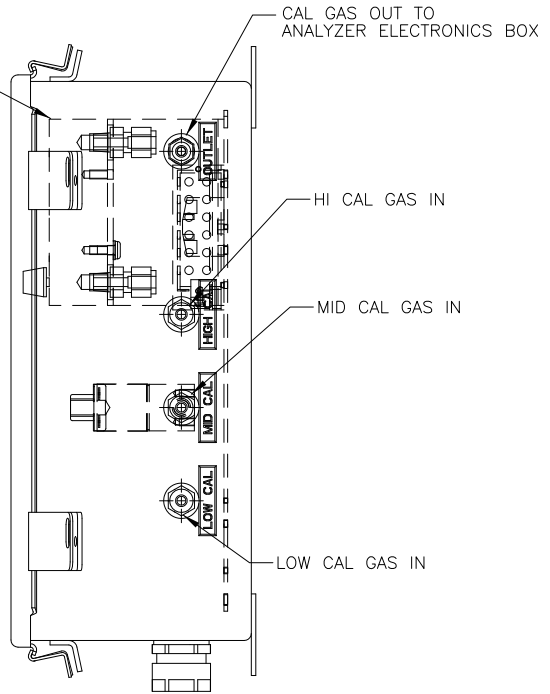 CAL GAS OUT TO
ANALYZER ELECTRONICS BOX
OUTLET
HI CAL GAS IN
HIGH CAL
MID CAL GAS IN
MID CAL
LOW CAL
LOW CAL GAS IN